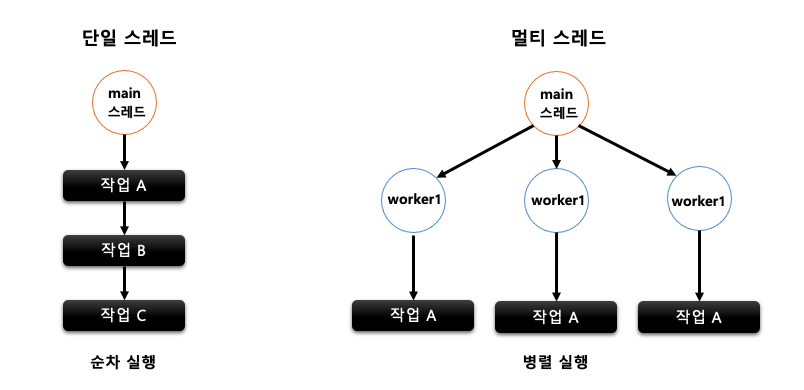 단일 스레드
main
스레드
작업 A
작업 B
작업 C
순차 실행
멀티 스레드
main
스레드
worker1
worker1
worker1
작업 A
작업 A
작업 A
병렬 실행